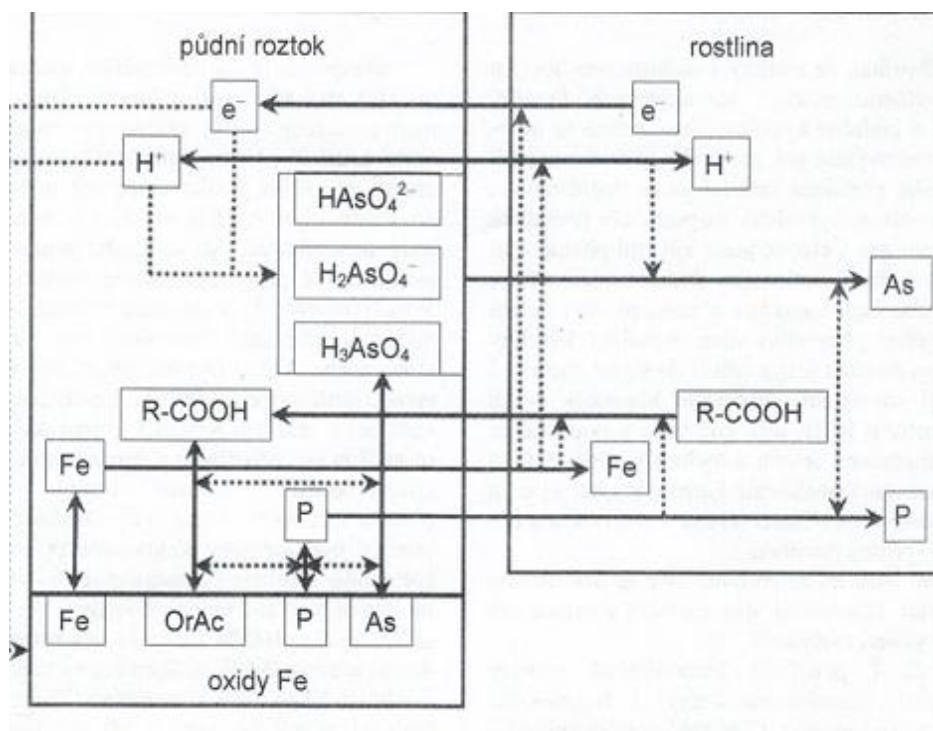 půdní roztok
rostlina
e⁻
e⁻
H⁺
H⁺
HAsO₄²⁻
H₂AsO₄⁻
As
H₃AsO₄
R-COOH
R-COOH
Fe
Fe
P
P
Fe
OrAc
P
As
oxidy Fe